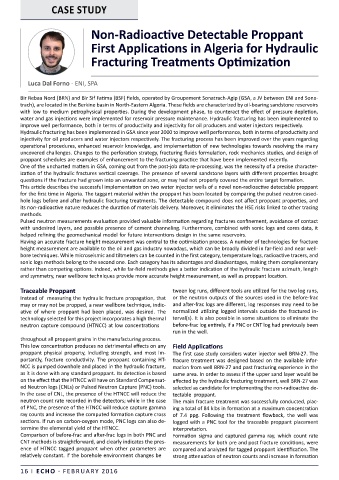 CASE STUDY
Non-Radioactive Detectable Proppant
First Applications in Algeria for Hydraulic
Fracturing Treatments Optimization
Luca Dal Forno - ENI, SPA
Bir Rebaa Nord (BRN) and Bir Sif Fatima (BSF) Fields, operated by Groupement Sonatrach-Agip (GSA, a JV between ENI and Sona-
trach), are located in the Berkine basin in North-Eastern Algeria. These fields are characterized by oil-bearing sandstone reservoirs
with low to medium petrophysical properties. During the development phase, to counteract the effect of pressure depletion,
water and gas injections were implemented for reservoir pressure maintenance. Hydraulic fracturing has been implemented to
improve well performance, both in terms of productivity and injectivity for oil producers and water injectors respectively.
Hydraulic fracturing has been implemented in GSA since year 2000 to improve well performance, both in terms of productivity and
injectivity for oil producers and water injectors respectively. The fracturing process has been improved over the years regarding
operational procedures, enhanced reservoir knowledge, and implementation of new technologies towards resolving the many
uncovered challenges. Changes to the perforation strategy, fracturing fluids formulation, rock mechanics studies, and design of
proppant schedules are examples of enhancement to the fracturing practice that have been implemented recently.
One of the uncharted matters in GSA, coming out from the post-job data re-processing, was the necessity of a precise character-
ization of the hydraulic fractures vertical coverage. The presence of several sandstone layers with different properties brought
questions if the fracture had grown into an unwanted zone, or may had not properly covered the entire target formation.
This article describes the successful implementation on two water injector wells of a novel non-radioactive detectable proppant
for the first time in Algeria. The taggant material within the proppant has been located by comparing the pulsed neutron cased-
hole logs before and after hydraulic fracturing treatments. The detectable compound does not affect proppant properties, and
its non-radioactive nature reduces the duration of materials delivery. Moreover, it eliminates the HSE risks linked to other tracing
methods.
Pulsed neutron measurements evaluation provided valuable information regarding fractures confinement, avoidance of contact
with undesired layers, and possible presence of cement channeling. Furthermore, combined with sonic logs and cores data, it
helped refining the geomechanical model for future interventions design in the same reservoirs.
Having an accurate fracture height measurement was central to the optimization process. A number of technologies for fracture
height measurement are available to the oil and gas industry nowadays, which can be broadly divided in far-field and near well-
bore techniques. While microseismic and tiltmeters can be counted in the first category, temperature logs, radioactive tracers, and
sonic logs methods belong to the second one. Each category has its advantages and disadvantages, making them complementary
rather than competing options. Indeed, while far-field methods give a better indication of the hydraulic fracture azimuth, length
and symmetry, near wellbore techniques provide more accurate height measurement, as well as proppant location.
Traceable Proppant
Instead of measuring the hydraulic fracture propagation, that
may or may not be propped, a near wellbore technique, indic-
ative of where proppant had been placed, was desired. The
technology selected for this project incorporates a high thermal
neutron capture compound (HTNCC) at low concentrations
throughout all proppant grains in the manufacturing process.
This low concentration produces no detrimental effects on any
proppant physical property, including strength, and most im-
portantly, fracture conductivity. The proppant containing HT-
NCC is pumped downhole and placed in the hydraulic fracture,
as it is done with any standard proppant. Its detection is based
on the effect that the HTNCC will have on Standard Compensat-
ed Neutron logs (CNLs) or Pulsed Neutron Capture (PNC) tools.
In the case of CNL, the presence of the HTNCC will reduce the
neutron count rate recorded in the detectors; while in the case
of PNC, the presence of the HTNCC will reduce capture gamma
ray counts and increase the computed formation capture cross
sections. If run on carbon-oxygen mode, PNC logs can also de-
termine the elemental yield of the HTNCC.
Comparison of before-frac and after-frac logs in both PNC and
CNT methods is straightforward, and clearly indicates the pres-
ence of HTNCC tagged proppant when other parameters are
relatively constant. If the borehole environment changes be-
tween log runs, different tools are utilized for the two log runs,
or the neutron outputs of the sources used in the before-frac
and after-frac logs are different, log responses may need to be
normalized utilizing logged intervals outside the fractured in-
terval(s). It is also possible in some situations to eliminate the
before-frac log entirely, if a PNC or CNT log had previously been
run in the well.
Field Applications
The first case study considers water injector well BRN-27. The
frature treatment was designed based on the available infor-
mation from well BRN-27 and past fracturing experience in the
same area. In order to assess if the upper and layer would be
affected by the hydraulic fracturing treatment, well BRN-27 was
selected as candidate for implementing the non-radioactive de-
tectable proppant.
The main fracture treatment was successfully conducted, plac-
ing a total of 88 klbs in formation at a maximum concentration
of 7.4 ppg. Following the treatment flowback, the well was
logged with a PNC tool for the traceable proppant placement
interpretation.
Formation sigma and captured gamma ray, which count rate
measurements for both pre and post fracture conditions, were
compared and analyzed for tagged proppant identification. The
strong attenuation of neutron counts and increase in formation
16 I ECHO - FEBRUARY 2016